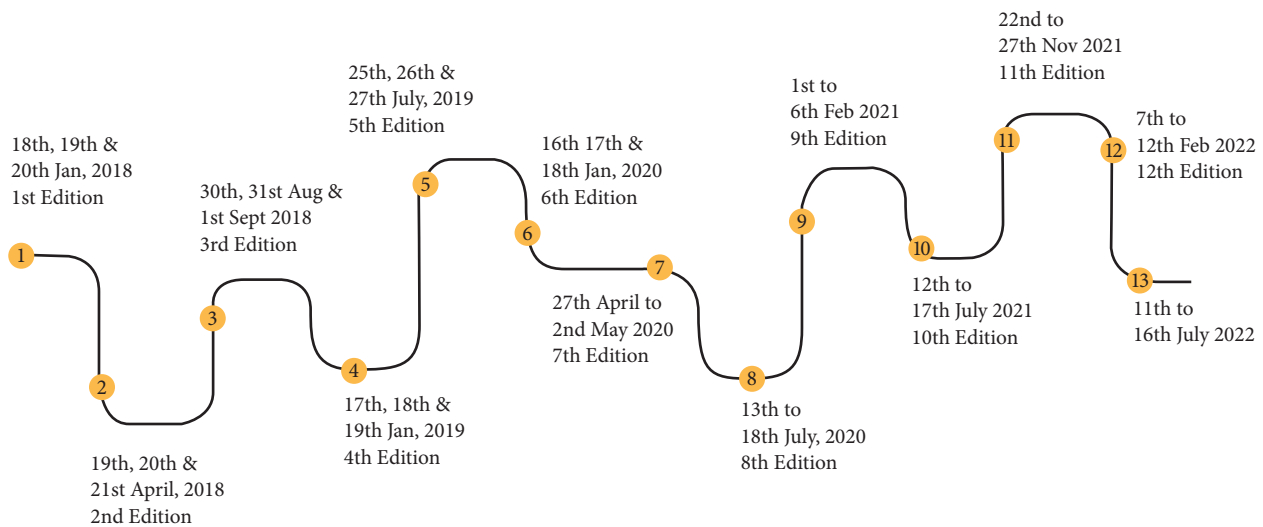 18th, 19th &
20th Jan, 2018
1st Edition
1
2
19th, 20th &
21st April, 2018
2nd Edition
30th, 31st Aug &
1st Sept 2018
3rd Edition
3
4
17th, 18th &
19th Jan, 2019
4th Edition
25th, 26th &
27th July, 2019
5th Edition
5
16th 17th &
18th Jan, 2020
6th Edition
6
7
27th April to
2nd May 2020
7th Edition
8
13th to
18th July, 2020
8th Edition
1st to
6th Feb 2021
9th Edition
9
10
12th to
17th July 2021
10th Edition
22nd to
27th Nov 2021
11th Edition
11
12
7th to
12th Feb 2022
12th Edition
13
11th to
16th July 2022